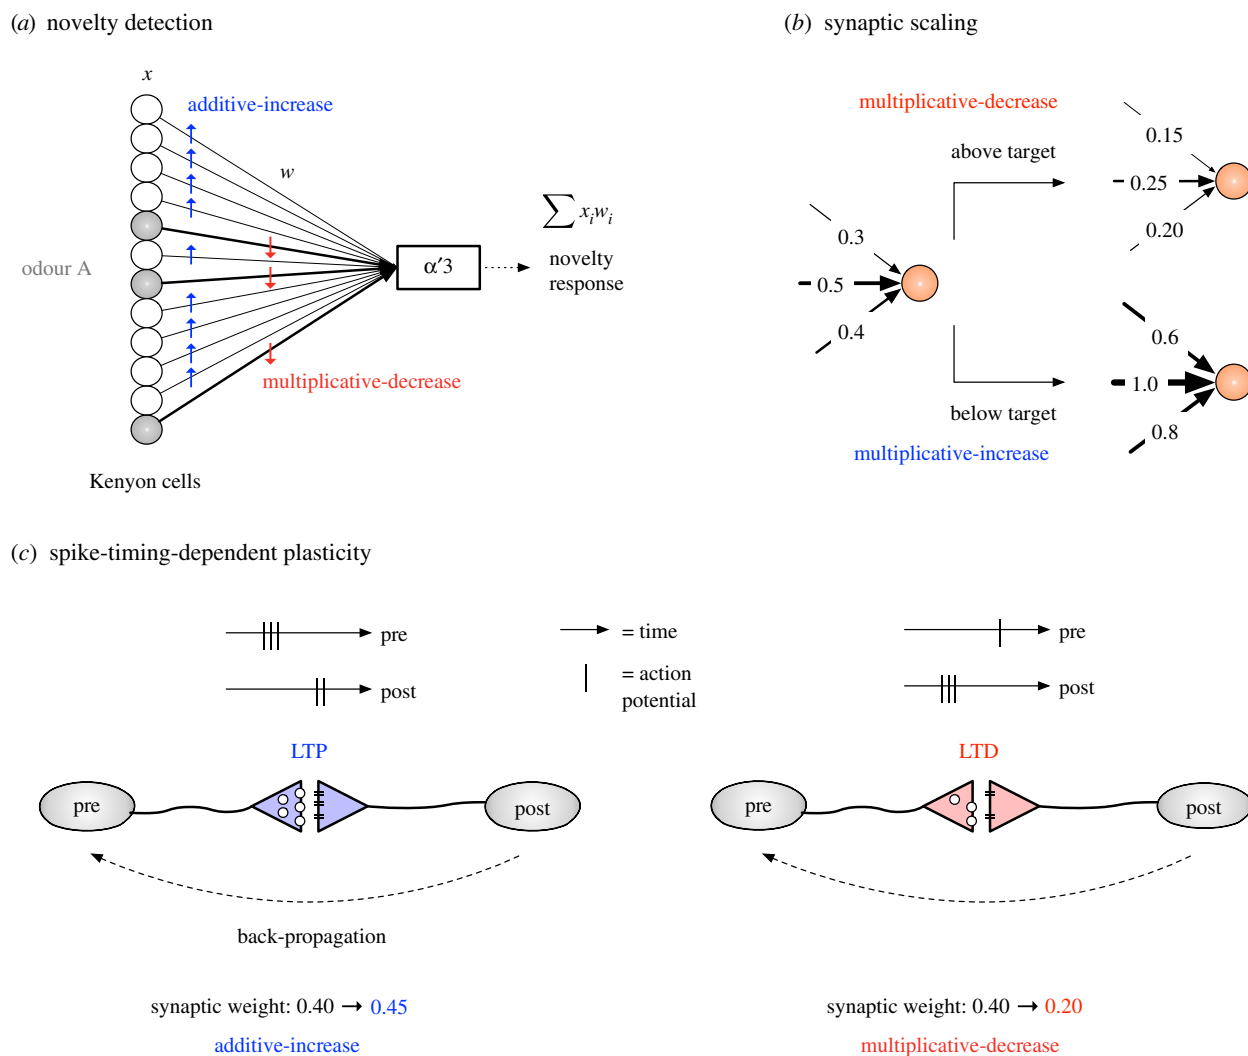 (a) novelty detection
x
additive-increase
w
odour A
α′3
∑ xᵢwᵢ
novelty
response
multiplicative-decrease
Kenyon cells
(b) synaptic scaling
multiplicative-decrease
above target
0.15
0.25
0.20
0.3
0.5
0.4
0.6
1.0
0.8
below target
multiplicative-increase
(c) spike-timing-dependent plasticity
pre
post
= time
= action
potential
pre
post
LTP
pre
post
back-propagation
synaptic weight: 0.40 → 0.45
additive-increase
LTD
pre
post
synaptic weight: 0.40 → 0.20
multiplicative-decrease